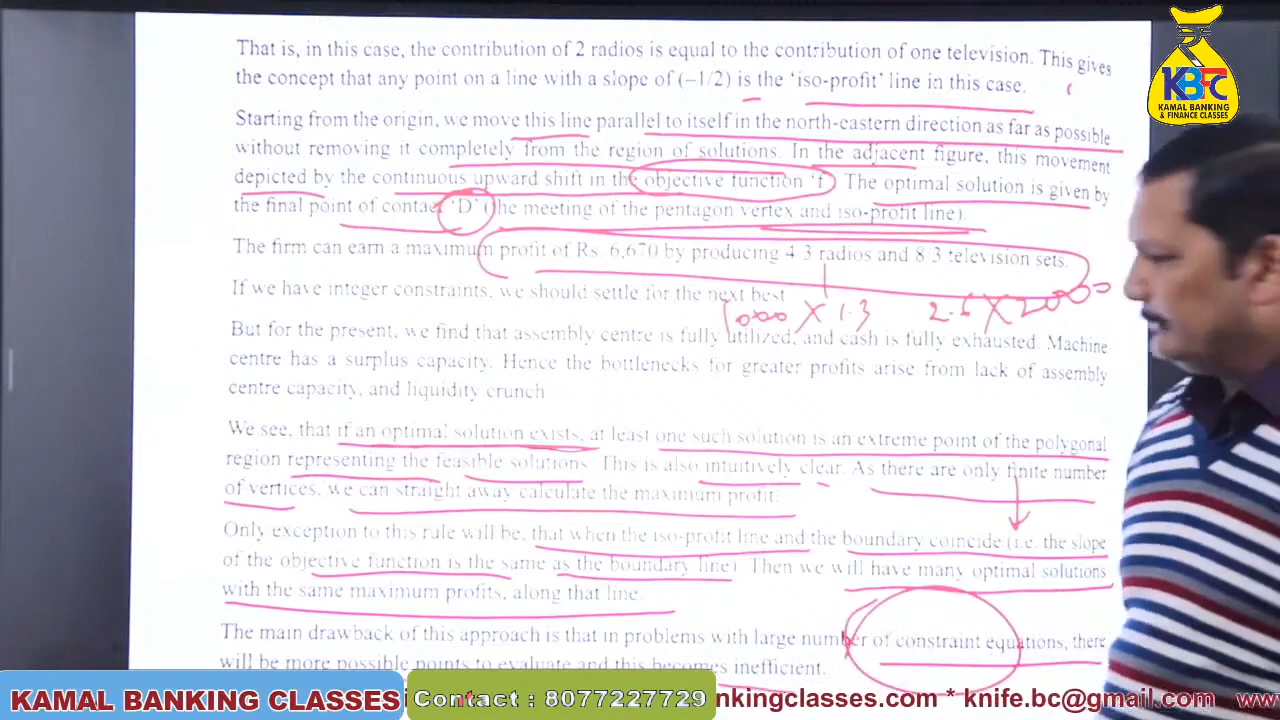 That is, in this case, the contribution of 2 radios is equal to the contribution of one television. This gives
the concept that any point on a line with a slope of (–1/2) is the ‘iso-profit’ line in this case.
Starting from the origin, we move this line parallel to itself in the north-eastern direction as far as possible
without removing it completely from the region of solutions. In the adjacent figure, this movement
depicted by the continuous upward shift in the objective function ‘f’. The optimal solution is given by
the final point of contact ‘D’ (the meeting of the pentagon vertex and iso-profit line).
The firm can earn a maximum profit of Rs. 6,670 by producing 4/3 radios and 8/3 television sets.
If we have integer constraints, we should settle for the next best
1000 X 1.3 2.6 X 2000
But for the present, we find that assembly centre is fully utilized, and cash is fully exhausted. Machine
centre has a surplus capacity. Hence the bottlenecks for greater profits arise from lack of assembly
centre capacity, and liquidity crunch
We see, that if an optimal solution exists, at least one such solution is an extreme point of the polygonal
region representing the feasible solutions. This is also intuitively clear. As there are only finite number
of vertices, we can straight away calculate the maximum profit.
Only exception to this rule will be, that when the iso-profit line and the boundary coincide (i.e. the slope
of the objective function is the same as the boundary line). Then we will have many optimal solutions
with the same maximum profits, along that line.
The main drawback of this approach is that in problems with large number of constraint equations, there
will be more possible points to evaluate and this becomes inefficient.
KBFC
KAMAL BANKING
& FINANCE CLASSES
KAMAL BANKING CLASSES
Contact : 8077227729
nkingclasses.com * knife.bc@gmail.com ww